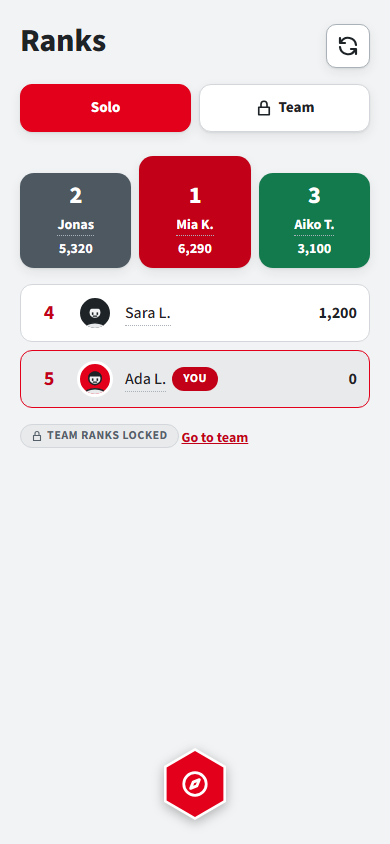 Ranks
Solo
Team
2
Jonas
5,320
1
Mia K.
6,290
3
Aiko T.
3,100
4 Sara L. 1,200
5 Ada L. YOU 0
TEAM RANKS LOCKED Go to team